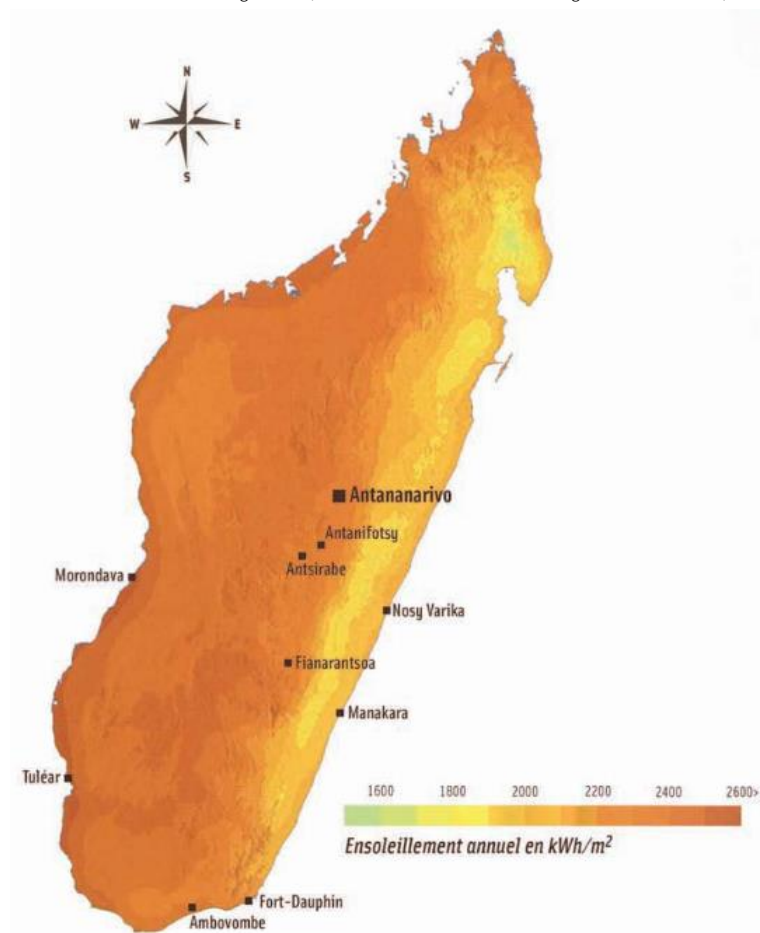 N
W E
S
Antananarivo
Antanifotsy
Antsirabe
Morondava
Nosy Varika
Fianarantsoa
Manakara
Tuléar
1600 1800 2000 2200 2400 2600>
Ensoleillement annuel en kWh/m²
Fort-Dauphin
Ambovombe